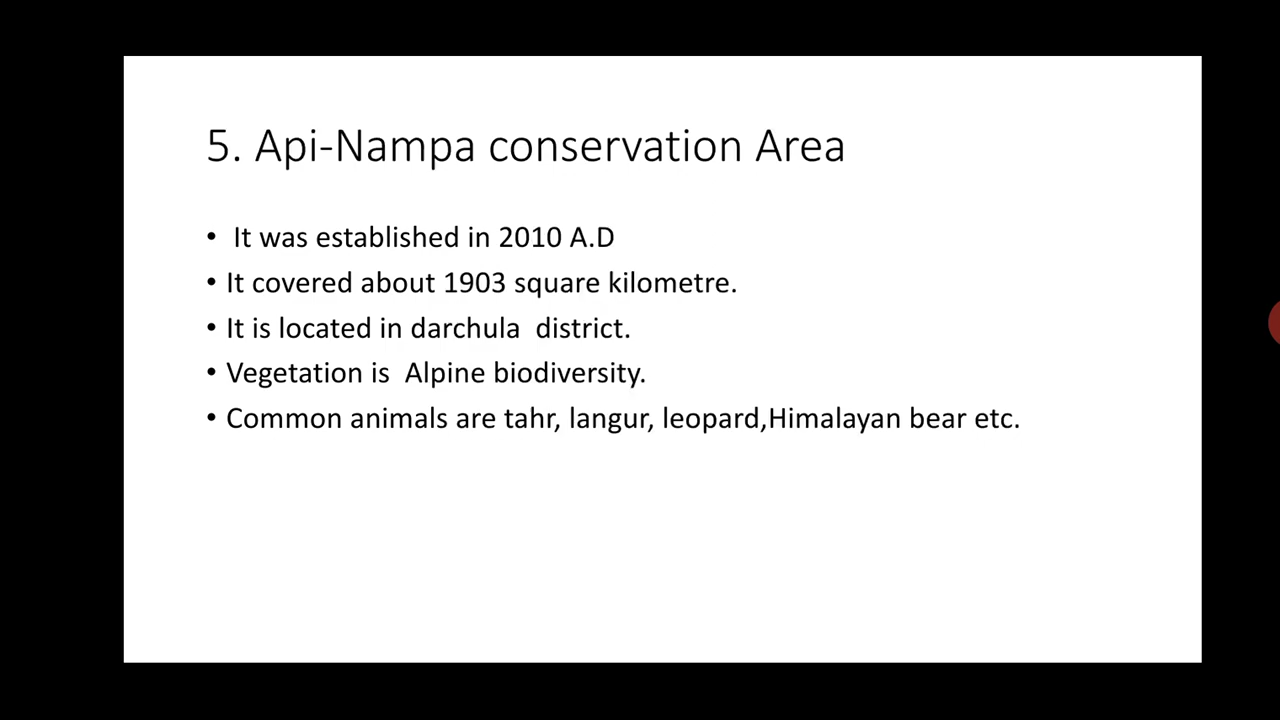 5. Api-Nampa conservation Area
• It was established in 2010 A.D
• It covered about 1903 square kilometre.
• It is located in darchula  district.
• Vegetation is  Alpine biodiversity.
• Common animals are tahr, langur, leopard,Himalayan bear etc.